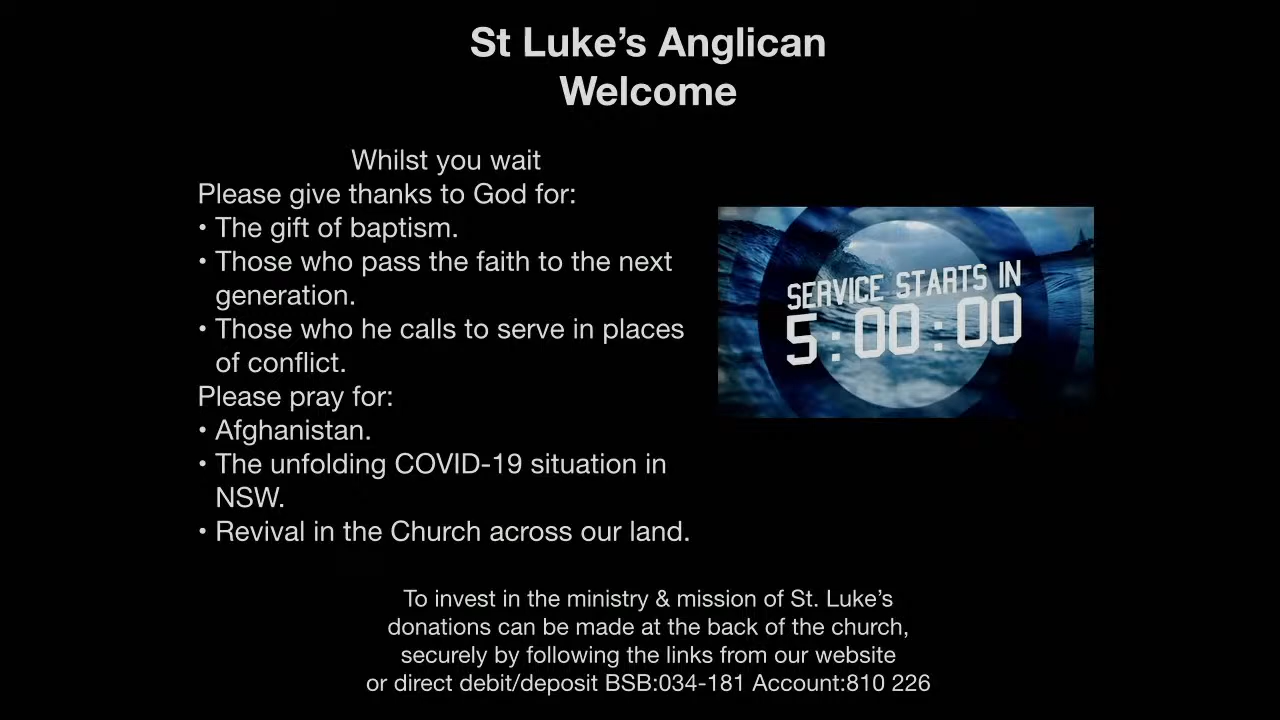 St Luke’s Anglican
Welcome
Whilst you wait
Please give thanks to God for:
• The gift of baptism.
• Those who pass the faith to the next
generation.
• Those who he calls to serve in places
of conflict.
Please pray for:
• Afghanistan.
• The unfolding COVID-19 situation in
NSW.
• Revival in the Church across our land.
SERVICE STARTS IN
5:00:00
To invest in the ministry & mission of St. Luke’s
donations can be made at the back of the church,
securely by following the links from our website
or direct debit/deposit BSB:034-181 Account:810 226